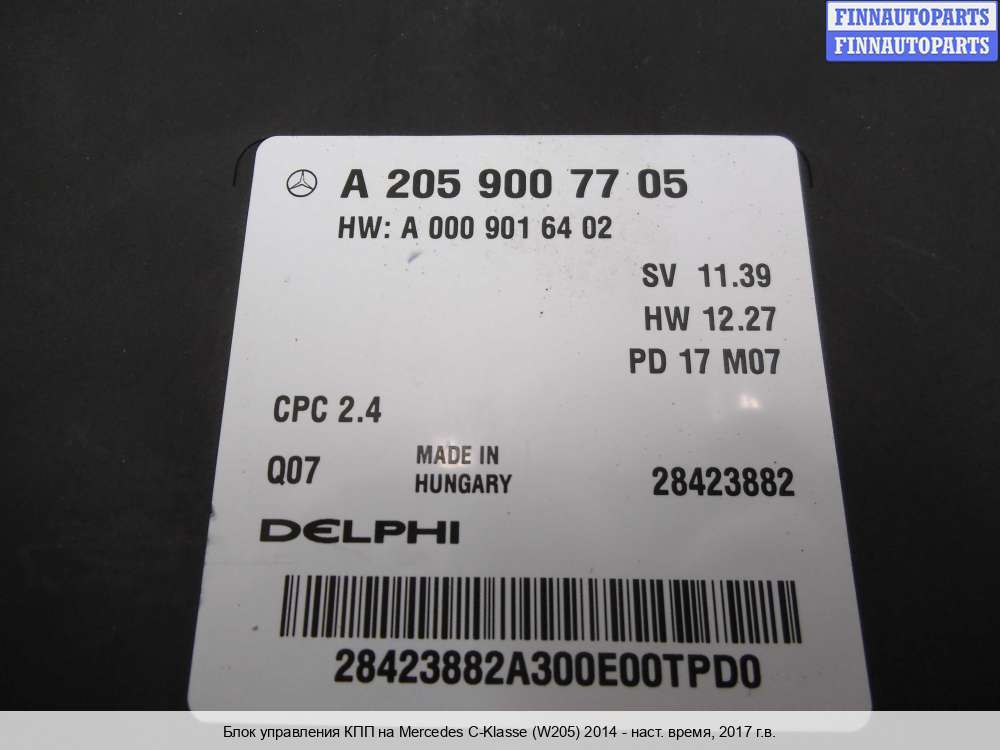 FINNAUTOPARTS
FINNAUTOPARTS
A 205 900 77 05
HW: A 000 901 64 02
SV 11.39
HW 12.27
PD 17 M07
CPC 2.4
Q07
MADE IN
HUNGARY
28423882
DELPHI
28423882A300E00TPD0
Блок управления КПП на Mercedes C-Klasse (W205) 2014 - наст. время, 2017 г.в.